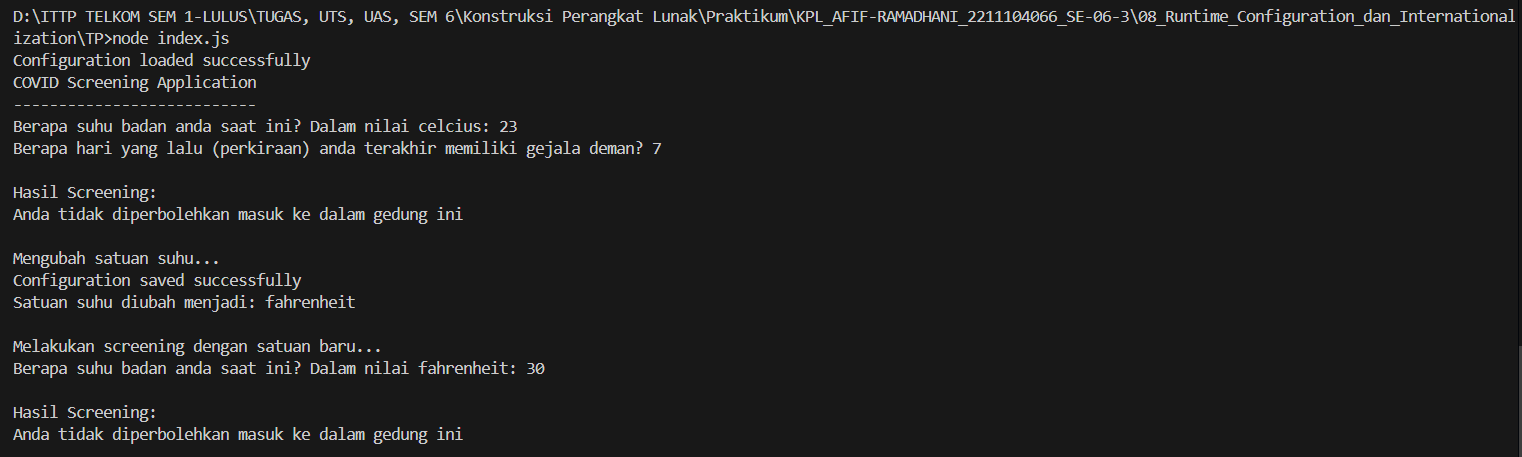 D:\ITTP TELKOM SEM 1-LULUS\TUGAS, UTS, UAS, SEM 6\Konstruksi Perangkat Lunak\Praktikum\KPL_AFIF-RAMADHANI_2211104066_SE-06-3\08_Runtime_Configuration_dan_International
ization\TP>node index.js
Configuration loaded successfully
COVID Screening Application
---------------------------
Berapa suhu badan anda saat ini? Dalam nilai celcius: 23
Berapa hari yang lalu (perkiraan) anda terakhir memiliki gejala deman? 7
Hasil Screening:
Anda tidak diperbolehkan masuk ke dalam gedung ini
Mengubah satuan suhu...
Configuration saved successfully
Satuan suhu diubah menjadi: fahrenheit
Melakukan screening dengan satuan baru...
Berapa suhu badan anda saat ini? Dalam nilai fahrenheit: 30
Hasil Screening:
Anda tidak diperbolehkan masuk ke dalam gedung ini